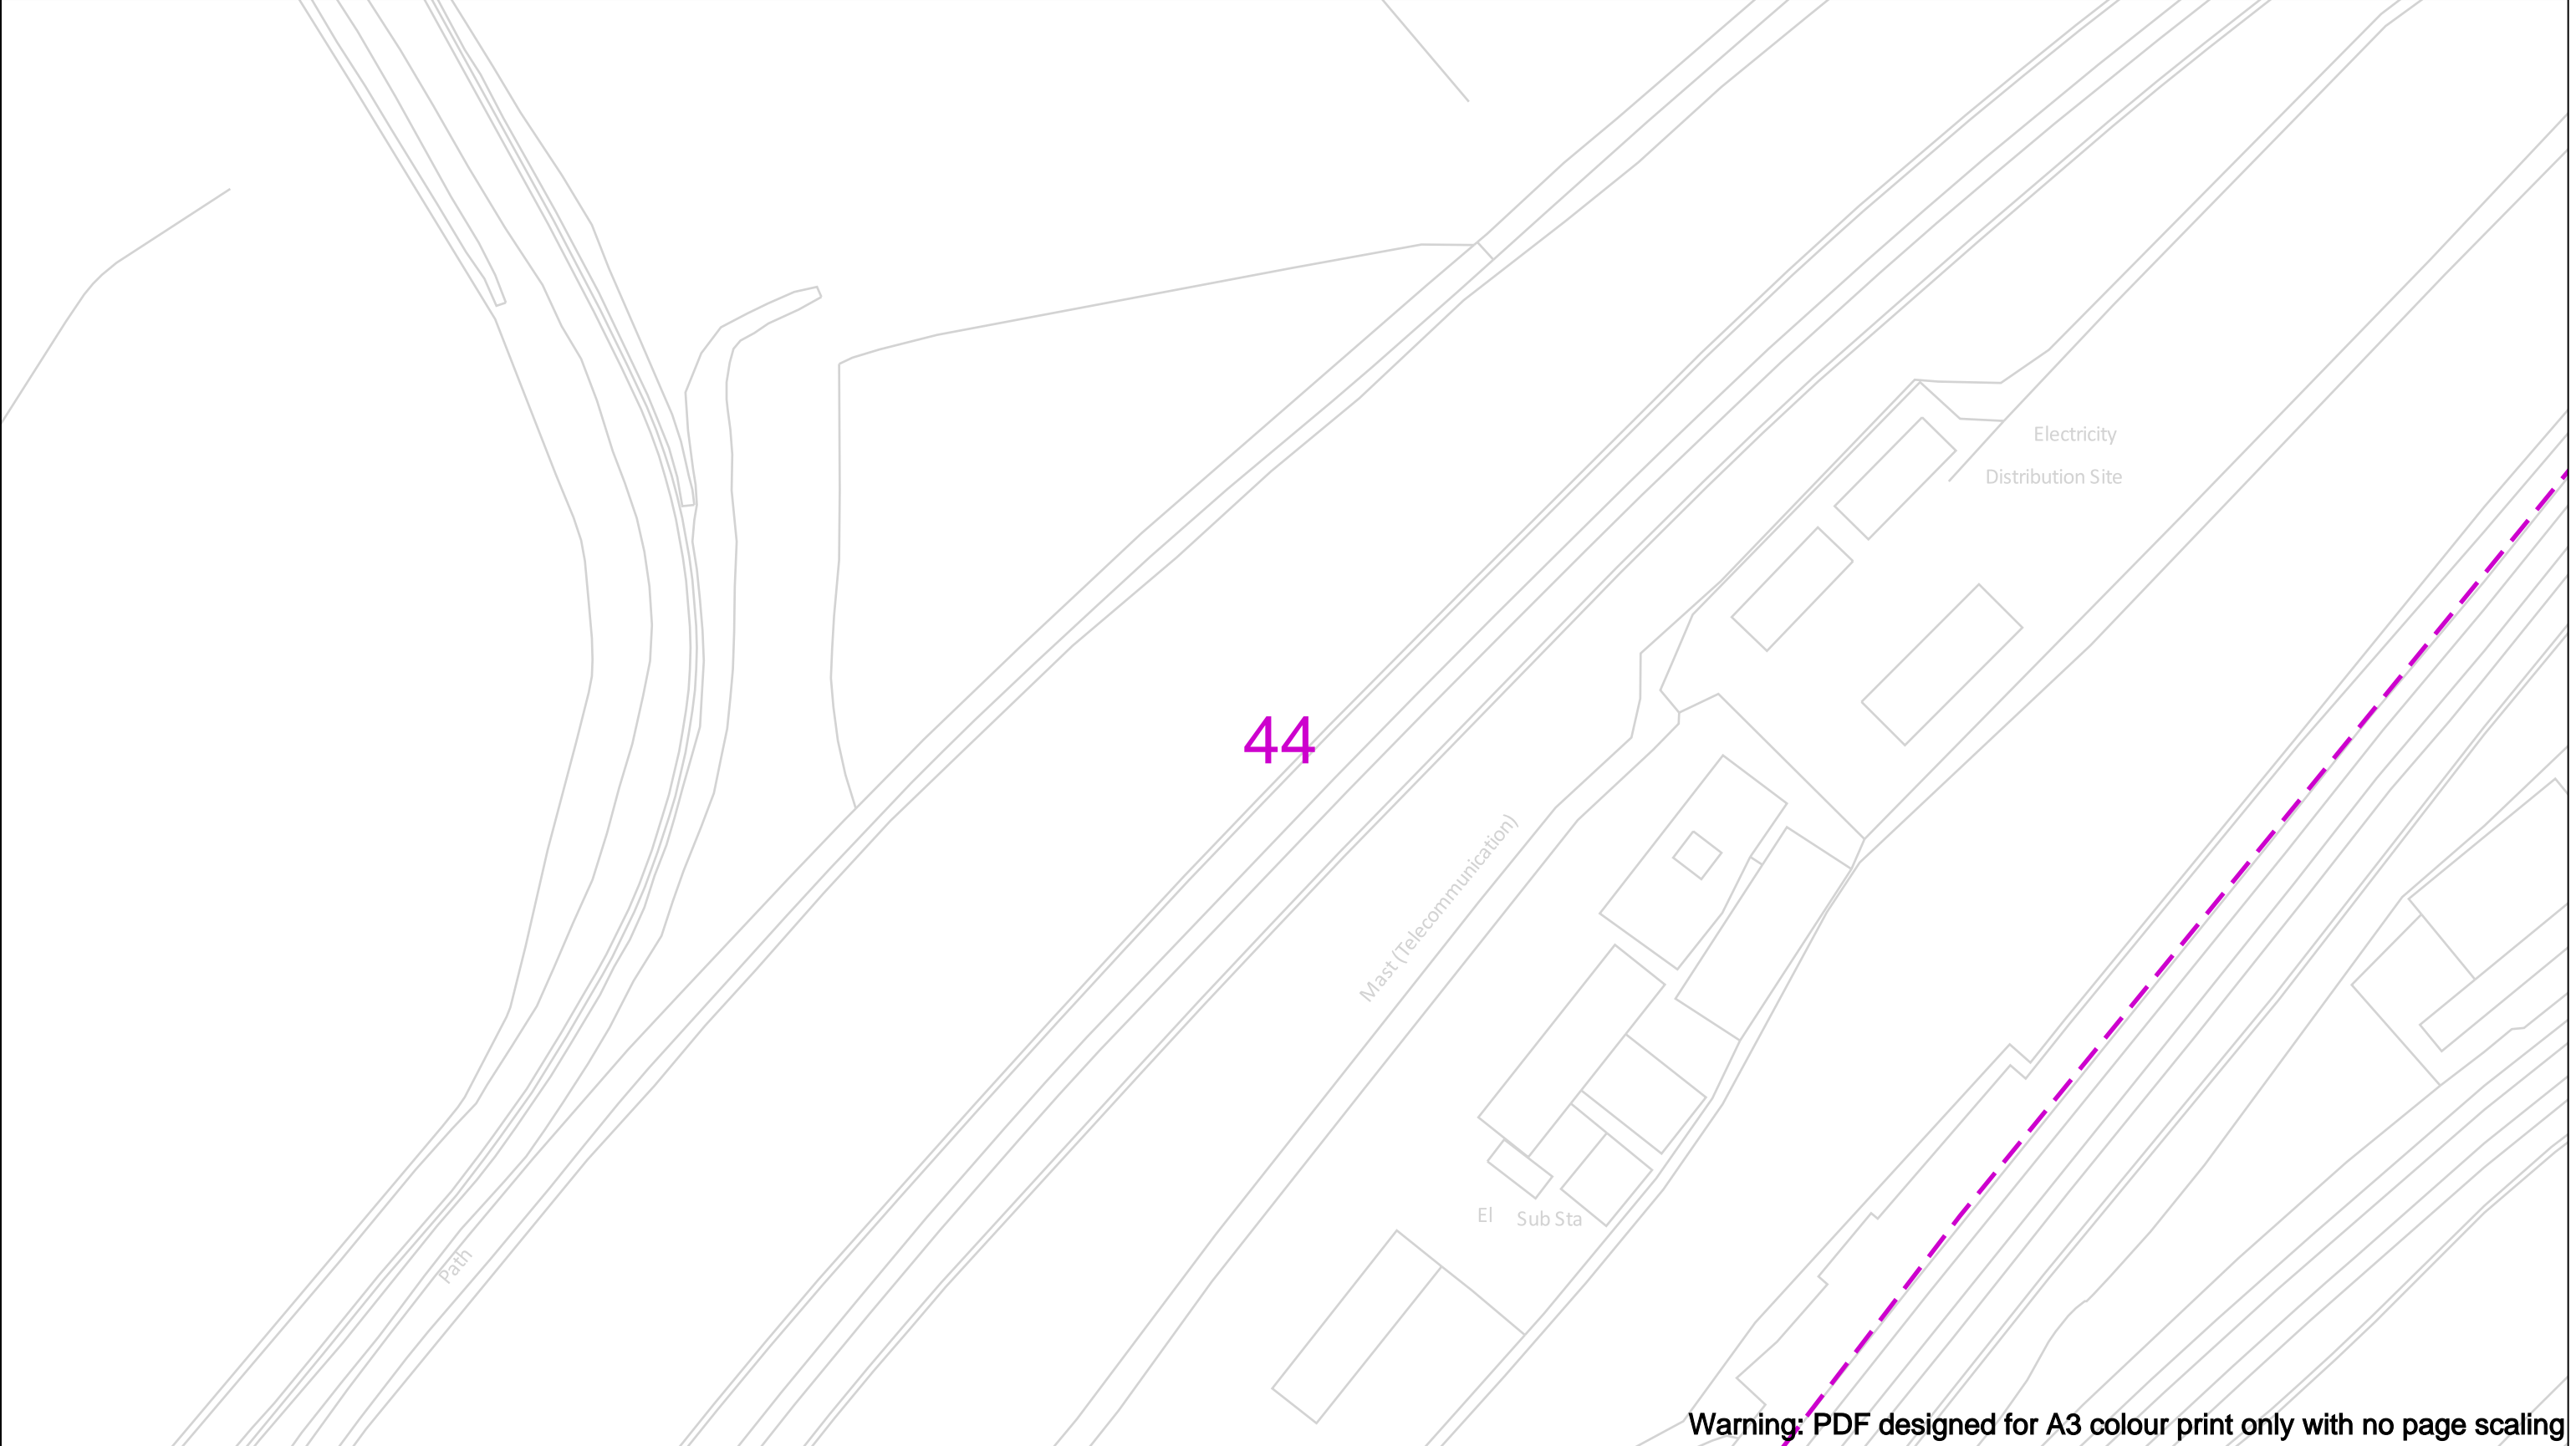 Electricity
Distribution Site
44
Mast (Telecommunication)
El Sub Sta
Path
Warning: PDF designed for A3 colour print only with no page scaling